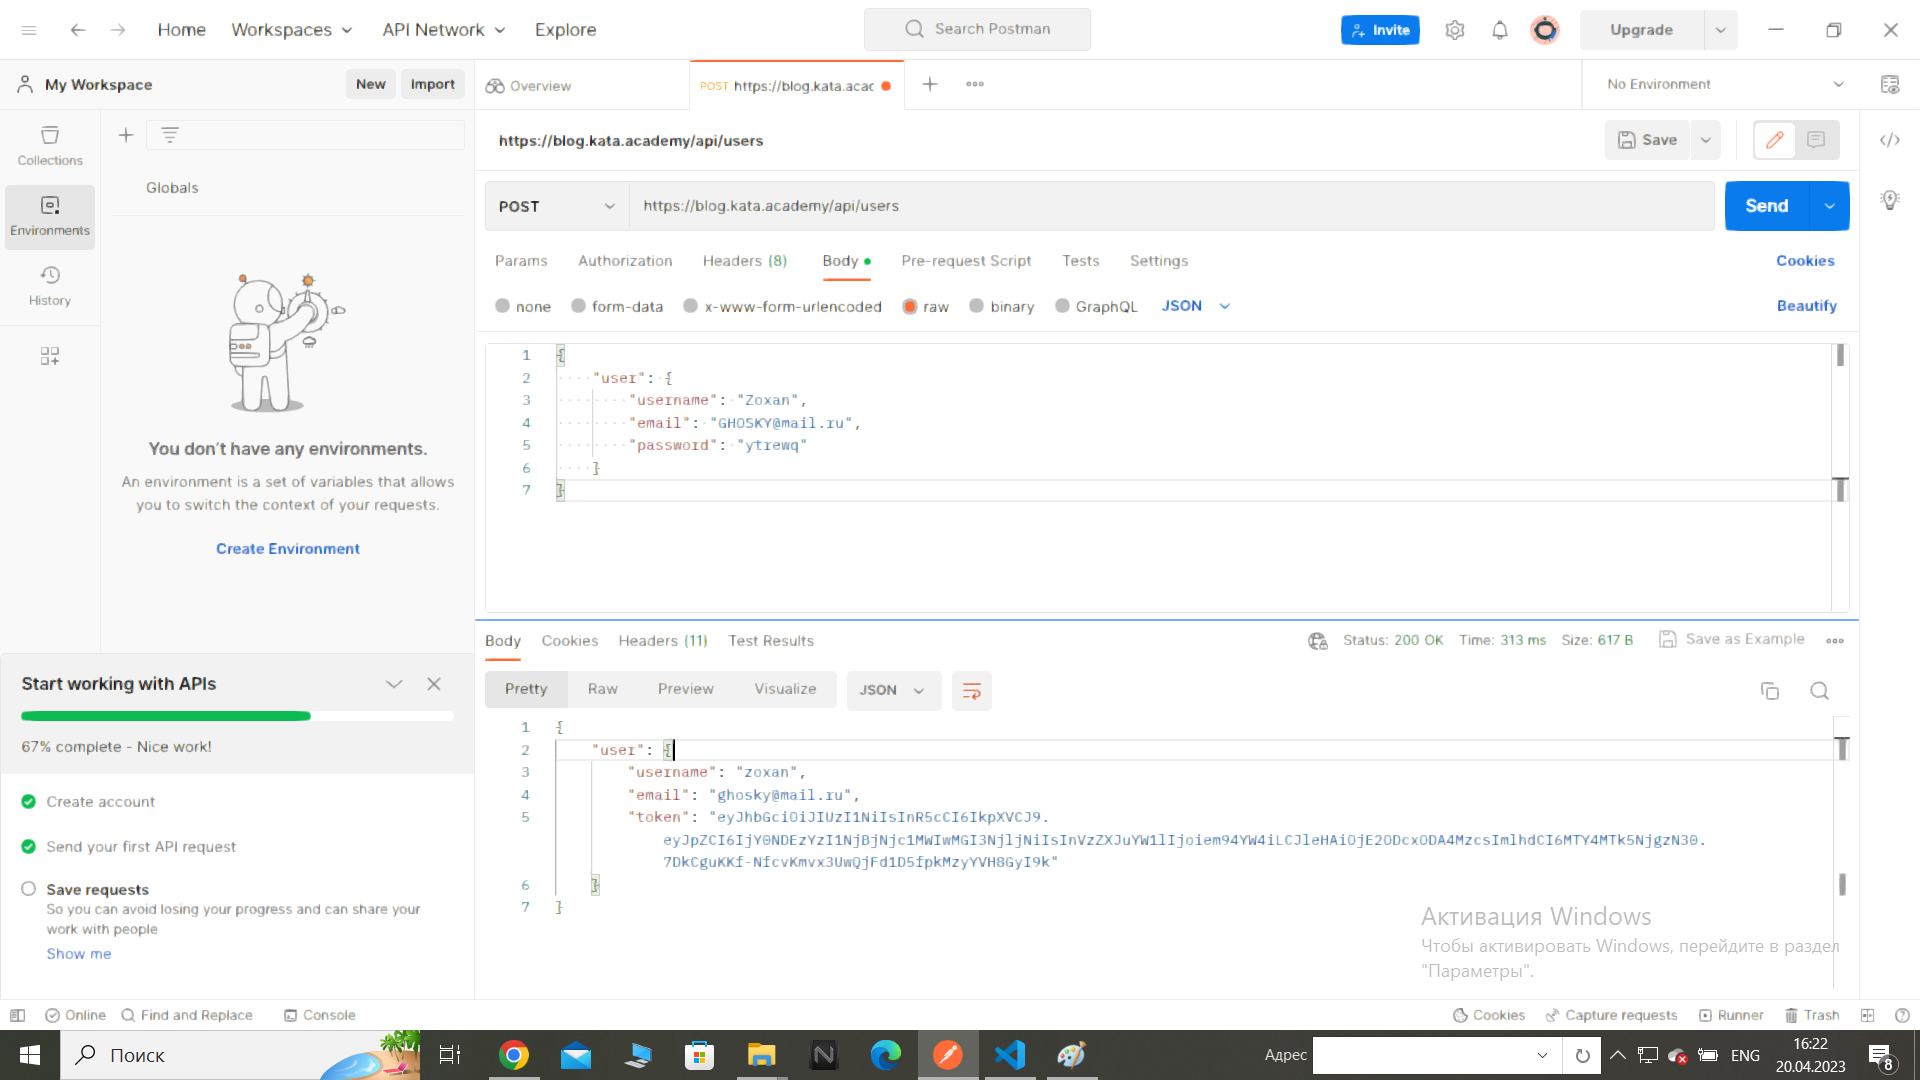 Home Workspaces API Network Explore Search Postman Invite Upgrade
My Workspace New Import Overview POST https://blog.kata.acac No Environment
Collections
Environments
History
Globals
You don't have any environments.
An environment is a set of variables that allows
you to switch the context of your requests.
Create Environment
https://blog.kata.academy/api/users Save
POST https://blog.kata.academy/api/users Send
Params Authorization Headers (8) Body Pre-request Script Tests Settings Cookies
none form-data x-www-form-urlencoded raw binary GraphQL JSON Beautify
1 {
2 "user": {
3 "username": "Zoxan",
4 "email": "GHOSKY@mail.ru",
5 "password": "ytrewq"
6 }
7 }
Body Cookies Headers (11) Test Results Status: 200 OK Time: 313 ms Size: 617 B Save as Example
Pretty Raw Preview Visualize JSON
1 {
2 "user": {
3 "username": "zoxan",
4 "email": "ghosky@mail.ru",
5 "token": "eyJhbGciOiJIUzI1NiIsInR5cCI6IkpXVCJ9.
eyJpZCI6IjY0NDEzYzI1NjBjNjc1MWIwMGI3NjljNiIsInVzZXJuYW1lIjoiem94YW4iLCJleHAiOjE2ODcxODA4MzcsImlhdCI6MTY4MTk5NjgzN30.
7DkCguKKf-NfcvKmvx3UwQjFd1D5fpkMzyYVH8GyI9k"
6 }
7 }
Start working with APIs
67% complete - Nice work!
Create account
Send your first API request
Save requests
So you can avoid losing your progress and can share your
work with people
Show me
Активация Windows
Чтобы активировать Windows, перейдите в раздел
"Параметры".
Online Find and Replace Console Cookies Capture requests Runner Trash
Поиск Адрес ENG 16:22
20.04.2023
8